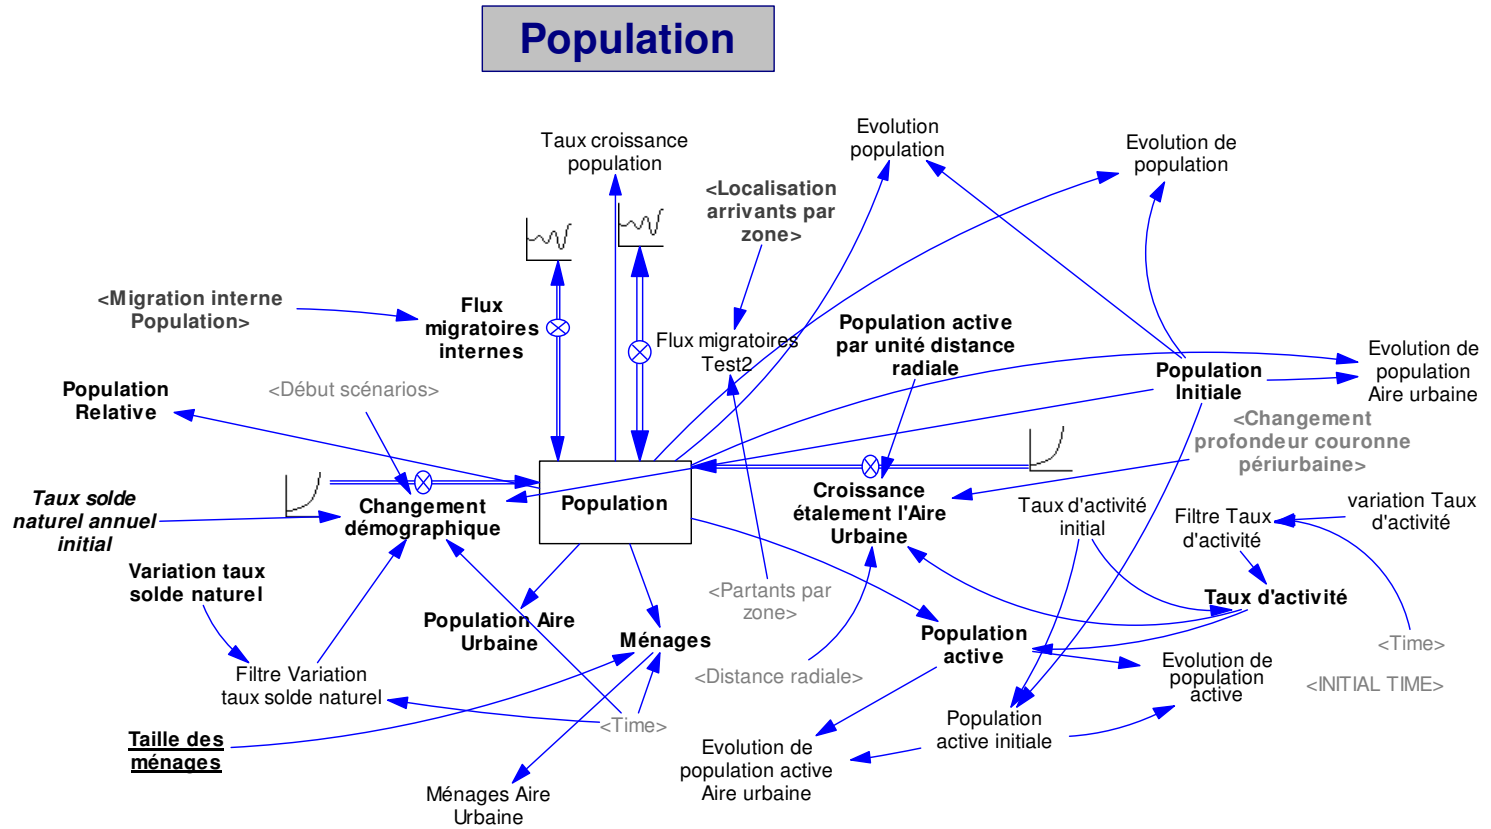 Population
Taux croissance
population
Evolution
population
Evolution de
population
<Localisation
arrivants par
zone>
<Migration interne
Population>
Flux
migratoires
internes
Flux migratoires
Test2
Population active
par unité distance
radiale
Population
Initiale
Evolution de
population
Aire urbaine
Population
Relative
<Début scénarios>
<Changement
profondeur couronne
périurbaine>
Taux solde
naturel annuel
initial
Changement
démographique
Population
Croissance
étalement l'Aire
Urbaine
Taux d'activité
initial
Filtre Taux
d'activité
variation Taux
d'activité
Variation taux
solde naturel
Population Aire
Urbaine
Ménages
<Partants par
zone>
Population
active
Taux d'activité
<Time>
Filtre Variation
taux solde naturel
<Distance radiale>
Evolution de
population
active
<INITIAL TIME>
Taille des
ménages
<Time>
Population
active initiale
Evolution de
population active
Aire urbaine
Ménages Aire
Urbaine